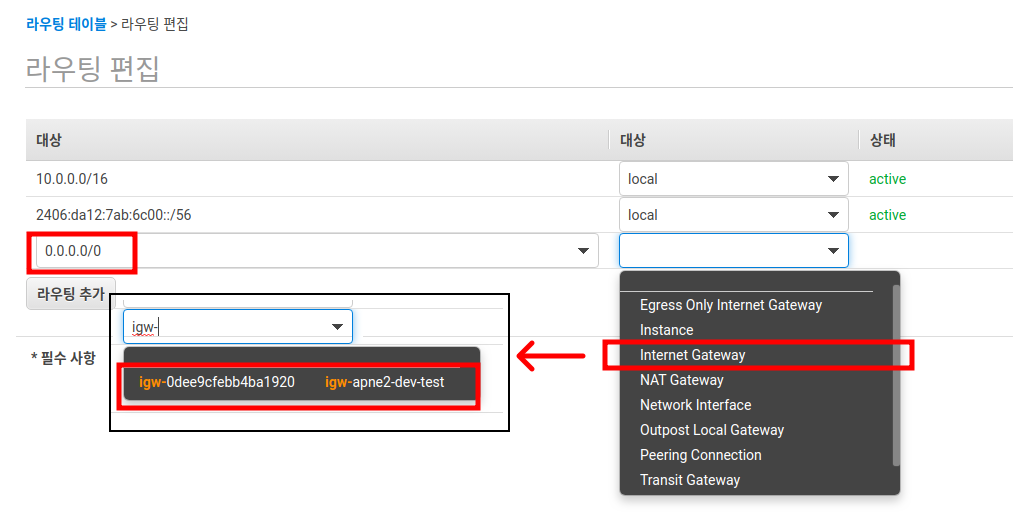 라우팅 테이블 > 라우팅 편집
라우팅 편집
대상 대상 상태
10.0.0.0/16 local active
2406:da12:7ab:6c00::/56 local active
0.0.0.0/0
라우팅 추가
* 필수 사항
igw-
igw-0dee9cfebb4ba1920 igw-apne2-dev-test
Egress Only Internet Gateway
Instance
Internet Gateway
NAT Gateway
Network Interface
Outpost Local Gateway
Peering Connection
Transit Gateway